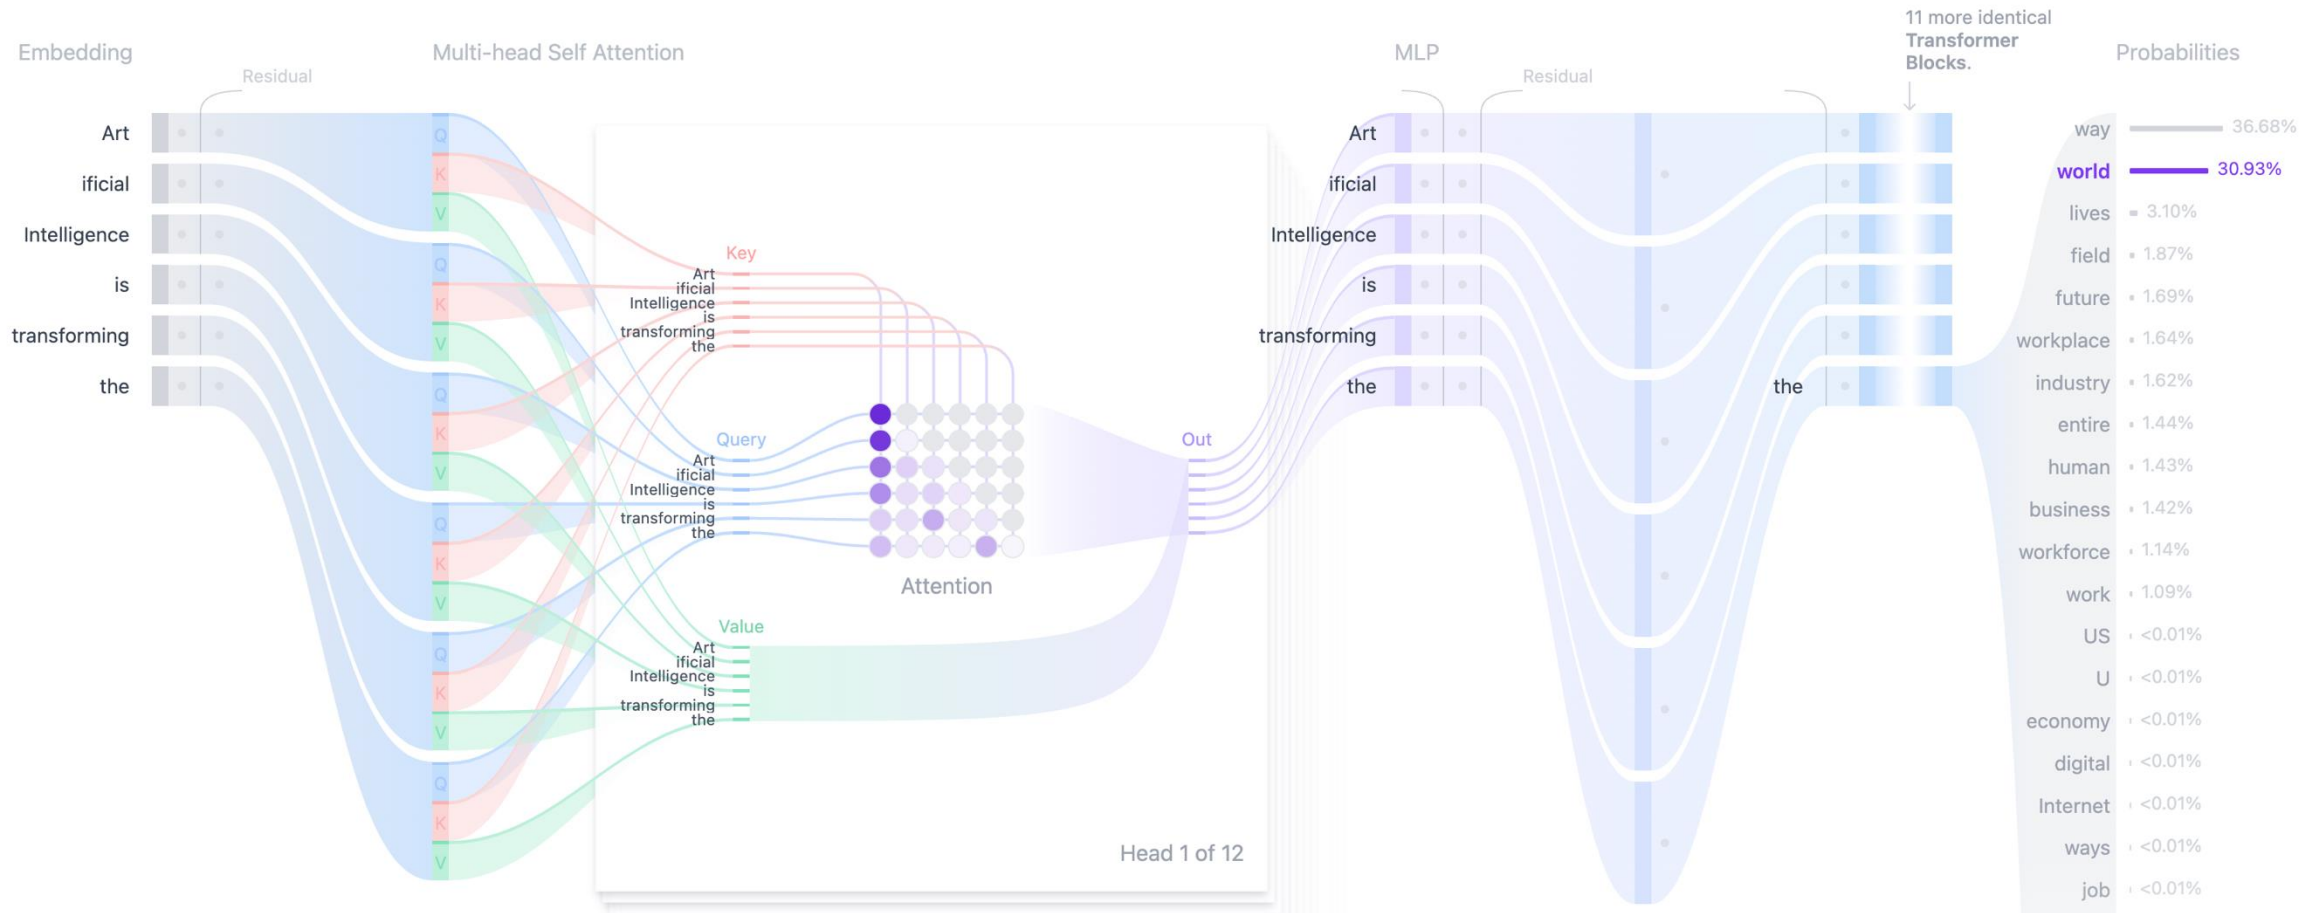 Embedding
Residual
Multi-head Self Attention
MLP
Residual
11 more identical
Transformer
Blocks.
Probabilities
Art
ificial
Intelligence
is
transforming
the
Q
K
V
Q
K
V
Q
K
V
Q
K
V
Q
K
V
Q
K
V
Key
Art
ificial
Intelligence
is
transforming
the
Query
Art
ificial
Intelligence
is
transforming
the
Attention
Value
Art
ificial
Intelligence
is
transforming
the
Out
Head 1 of 12
Art
ificial
Intelligence
is
transforming
the
the
way 36.68%
world 30.93%
lives 3.10%
field 1.87%
future 1.69%
workplace 1.64%
industry 1.62%
entire 1.44%
human 1.43%
business 1.42%
workforce 1.14%
work 1.09%
US <0.01%
U <0.01%
economy <0.01%
digital <0.01%
Internet <0.01%
ways <0.01%
job <0.01%